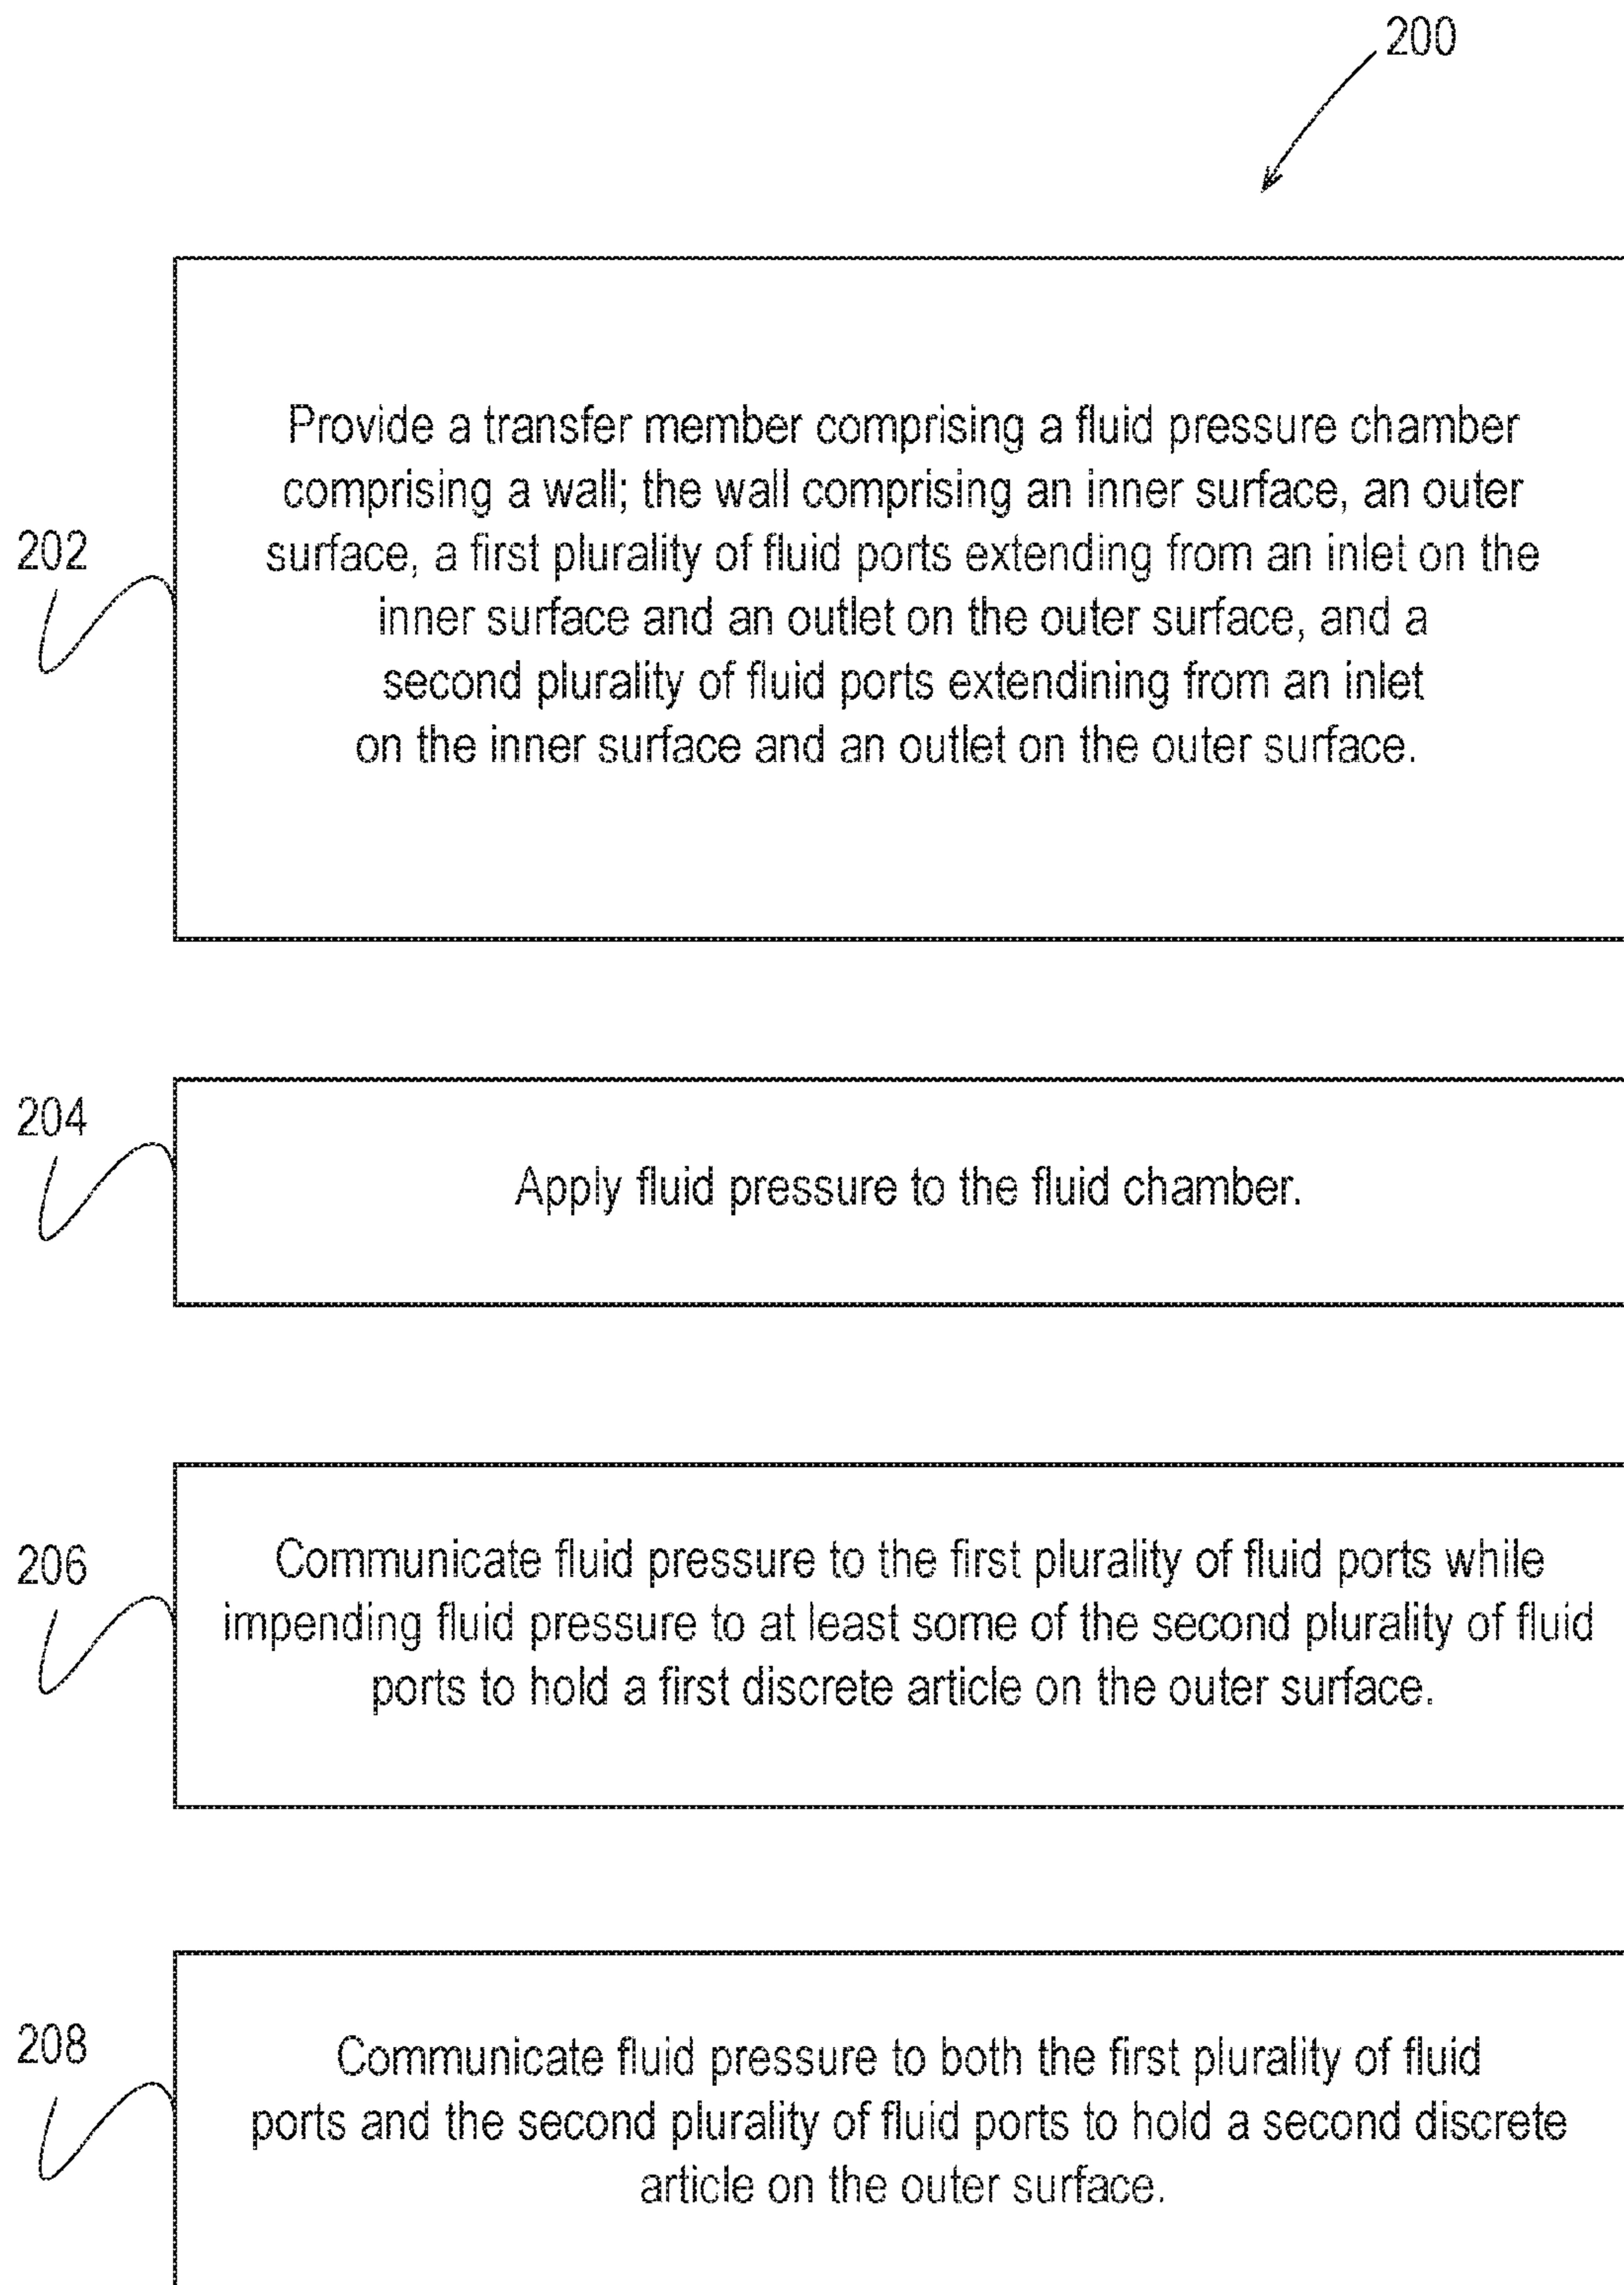 200
Provide a transfer member comprising a fluid pressure chamber
comprising a wall; the wall comprising an inner surface, an outer
202
surface, a first plurality of fluid ports extending from an inlet on the
inner surface and an outlet on the outer surface, and a
second plurality of fluid ports extendining from an inlet
on the inner surface and an outlet on the outer surface.
204
Apply fluid pressure to the fluid chamber.
206
Communicate fluid pressure to the first plurality of fluid ports while
impending fluid pressure to at least some of the second plurality of fluid
ports to hold a first discrete article on the outer surface.
208
Communicate fluid pressure to both the first plurality of fluid
ports and the second plurality of fluid ports to hold a second discrete
article on the outer surface.